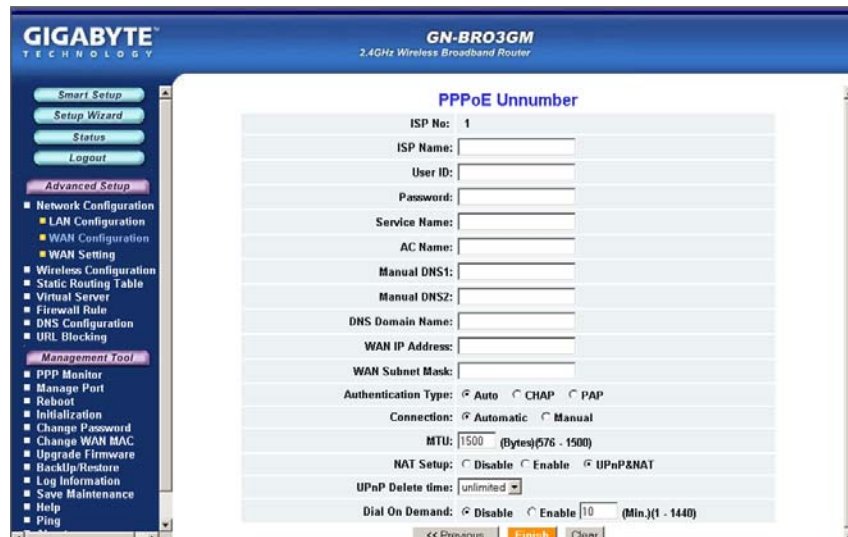 GIGABYTE
TECHNOLOGY
GN-BRO3GM
2.4GHz Wireless Broadband Router
Smart Setup
Setup Wizard
Status
Logout
Advanced Setup
Network Configuration
LAN Configuration
WAN Configuration
WAN Setting
Wireless Configuration
Static Routing Table
Virtual Server
Firewall Rule
DNS Configuration
URL Blocking
Management Tool
PPP Monitor
Manage Port
Reboot
Initialization
Change Password
Change WAN MAC
Upgrade Firmware
BackUp/Restore
Log Information
Save Maintenance
Help
Ping
PPPoE Unnumber
ISP No: 1
ISP Name:
User ID:
Password:
Service Name:
AC Name:
Manual DNS1:
Manual DNS2:
DNS Domain Name:
WAN IP Address:
WAN Subnet Mask:
Authentication Type: Auto CHAP PAP
Connection: Automatic Manual
MTU: 1500 (Bytes)(576 - 1500)
NAT Setup: Disable Enable UPnP&NAT
UPnP Delete time: unlimited
Dial On Demand: Disable Enable 10 (Min.)(1 - 1440)
<< Previous Finish Clear